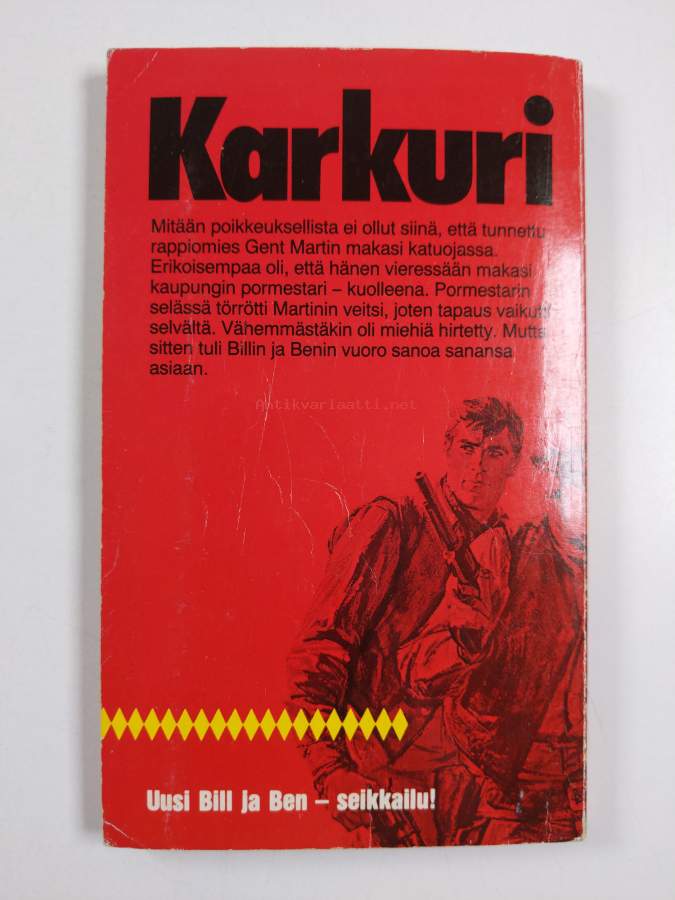 Karkuri
Mitään poikkeuksellista ei ollut siinä, että tunnettu
rappiomies Gent Martin makasi katuojassa.
Erikoisempaa oli, että hänen vieressään makasi
kaupungin pormestari – kuolleena. Pormestarin
selässä törrötti Martinin veitsi, joten tapaus vaikutti
selvältä. Vähemmästäkin oli miehiä hirtetty. Mutta
sitten tuli Billin ja Benin vuoro sanoa sanansa
asiaan.
Antikvariaatti.net
Uusi Bill ja Ben – seikkailu!